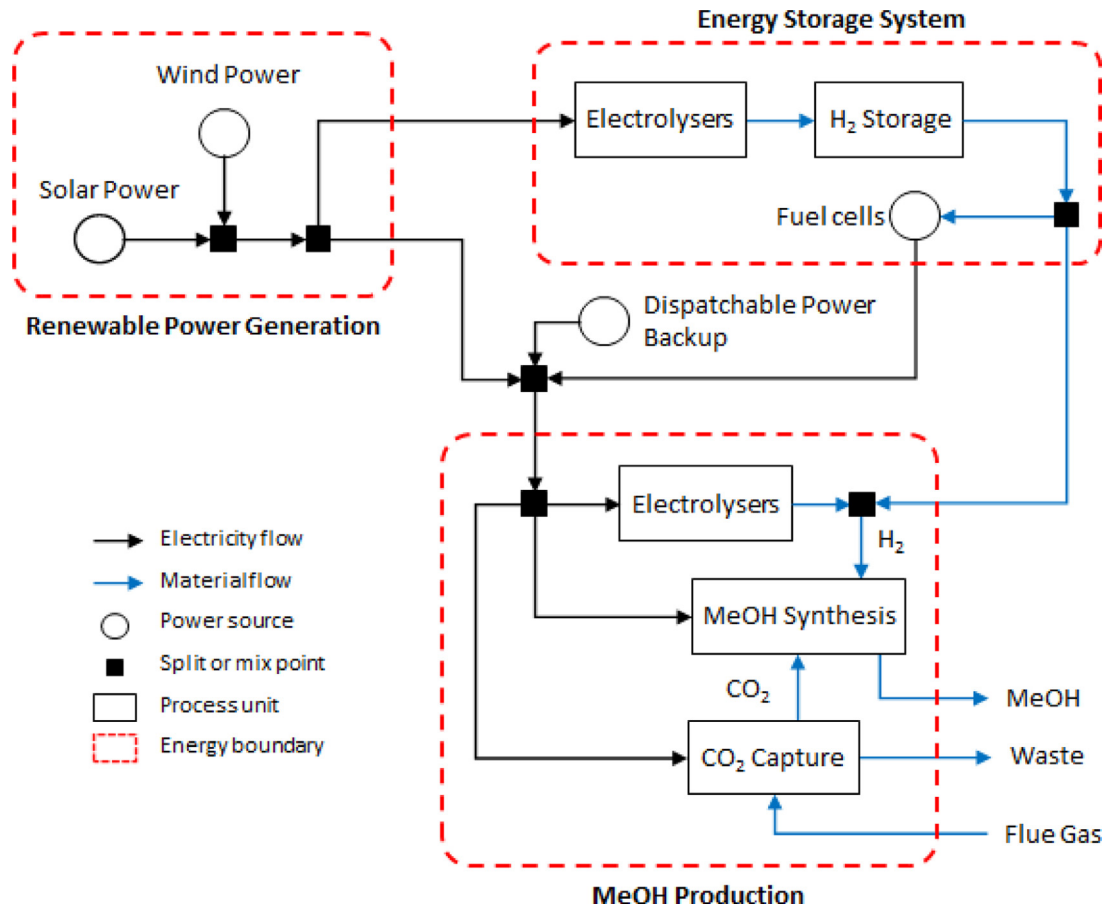 Energy Storage System
Wind Power
Electrolysers
H₂ Storage
Solar Power
Fuel cells
Renewable Power Generation
Dispatchable Power
Backup
Electrolysers
H₂
Electricity flow
Material flow
Power source
Split or mix point
Process unit
Energy boundary
MeOH Synthesis
CO₂
MeOH
CO₂ Capture
Waste
Flue Gas
MeOH Production